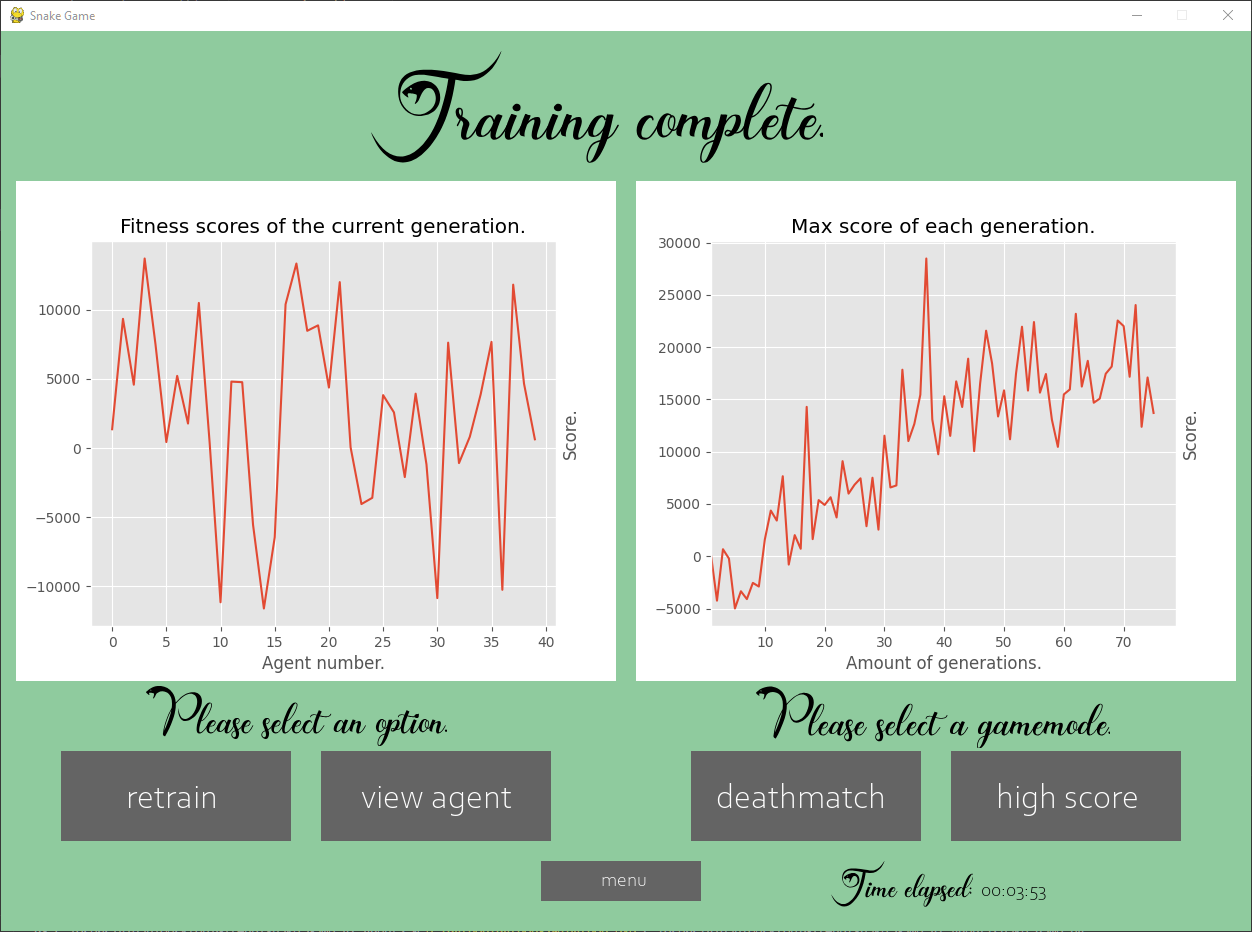 Snake Game
Training complete.
Fitness scores of the current generation.
10000
5000
0
−5000
−10000
0 5 10 15 20 25 30 35 40
Agent number.
Score.
Max score of each generation.
30000
25000
20000
15000
10000
5000
0
−5000
10 20 30 40 50 60 70
Amount of generations.
Score.
Please select an option.
Please select a gamemode.
retrain
view agent
deathmatch
high score
menu
Time elapsed: 00:03:53